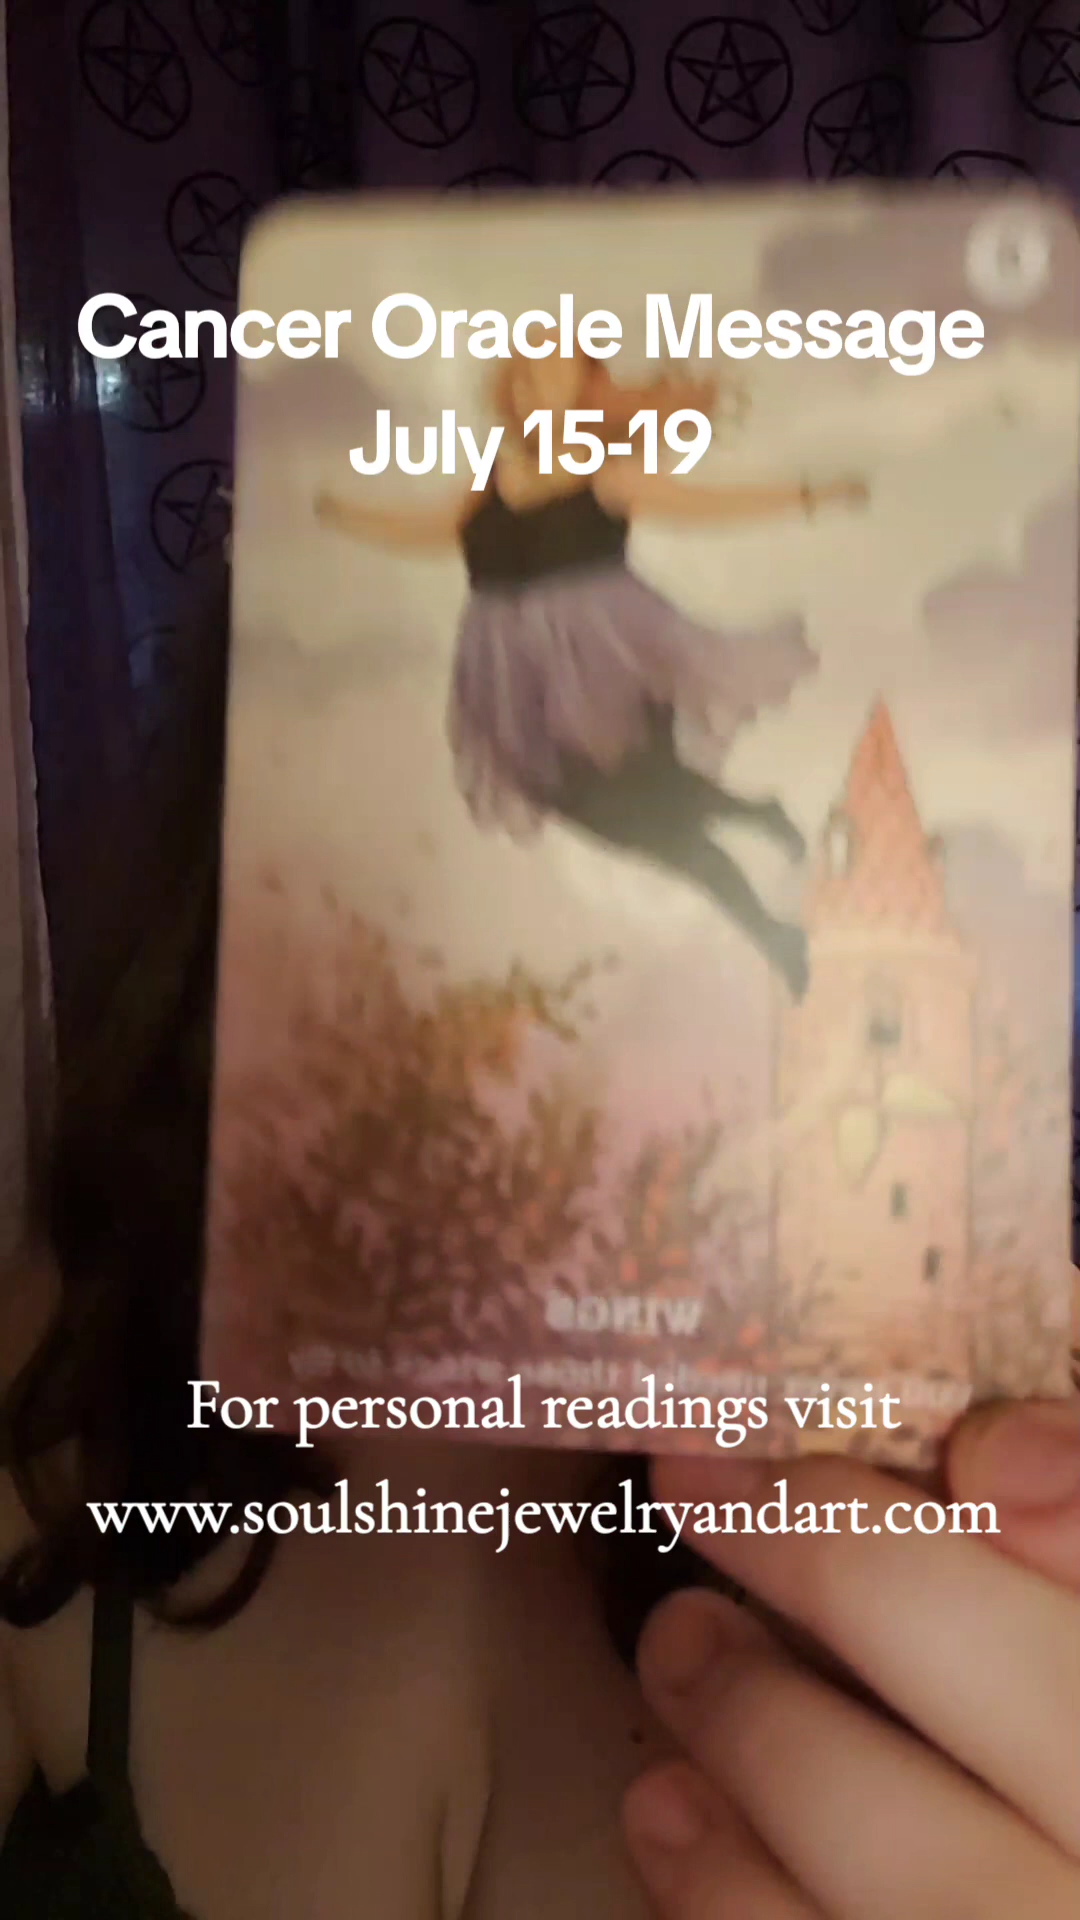 Cancer Oracle Message
July 15-19
WINGS
For personal readings visit
www.soulshinejewelryandart.com